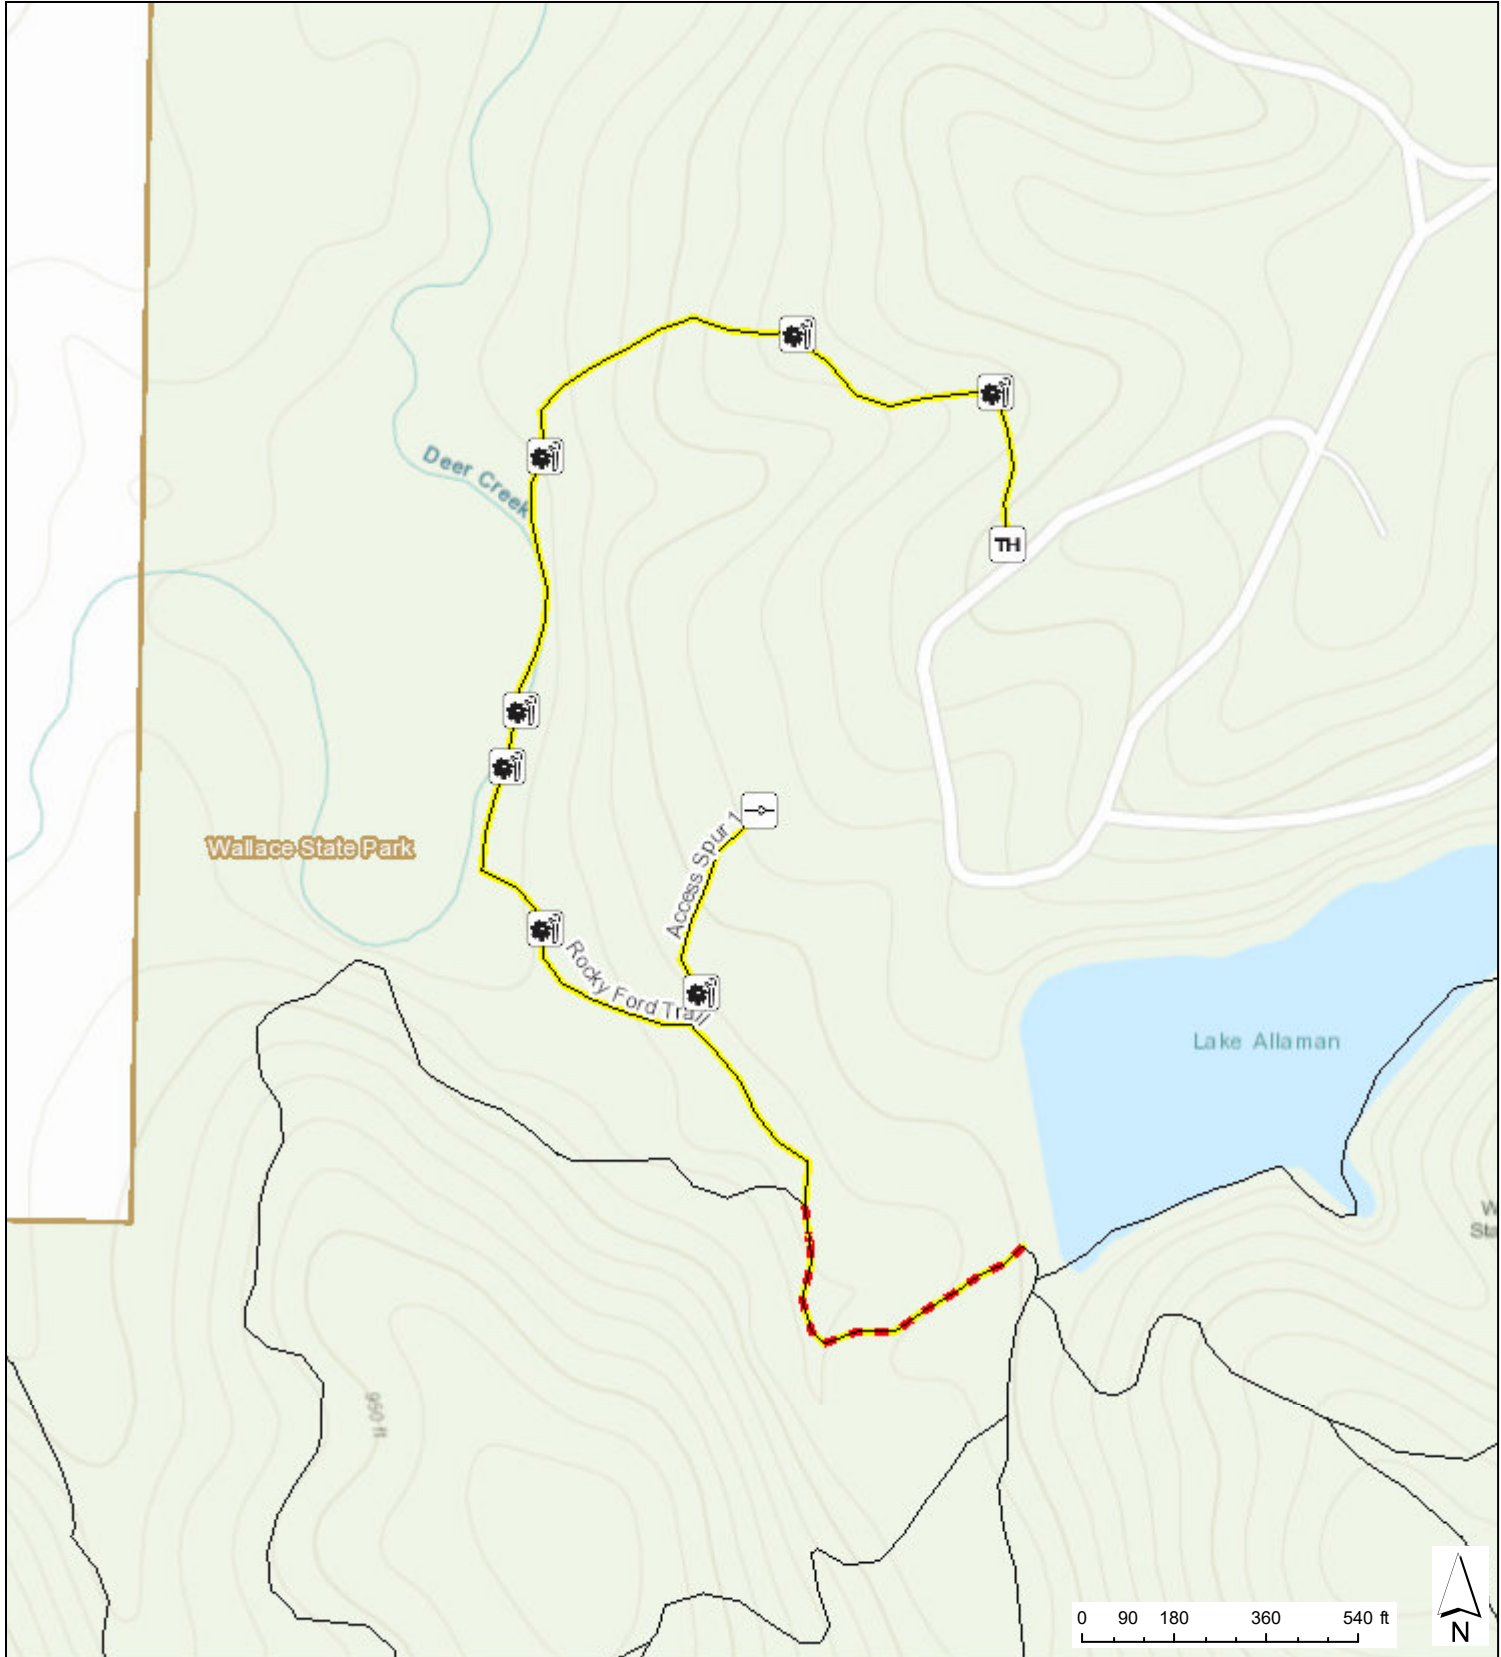 Deer Creek
TH
Access Spur 1
Wallace State Park
Rocky Ford Trail
Lake Allaman
W
Sta
950 ft
0 90 180 360 540 ft
N